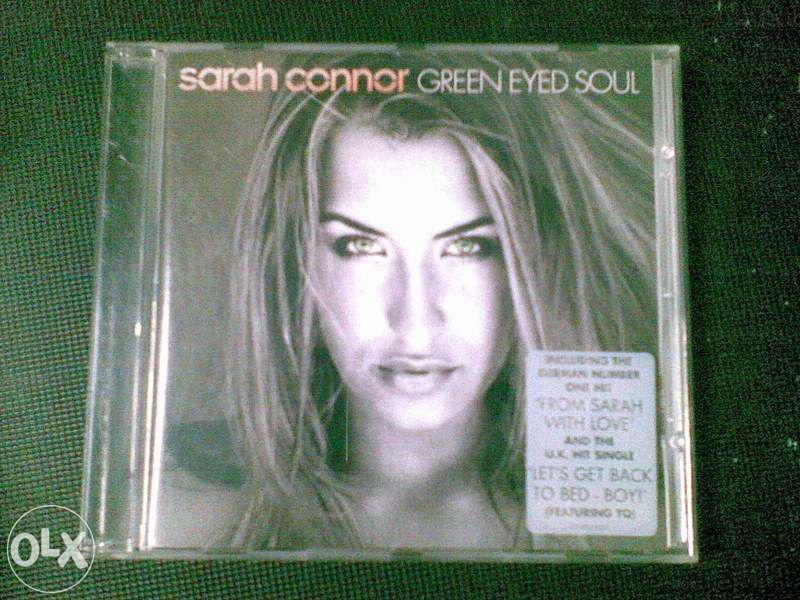 sarah connor GREEN EYED SOUL
INCLUDING THE
GERMAN NUMBER
ONE HIT
"FROM SARAH
WITH LOVE"
AND THE
U.K. HIT SINGLE
"LET'S GET BACK
TO BED - BOY!"
(FEATURING TQ)
OLX